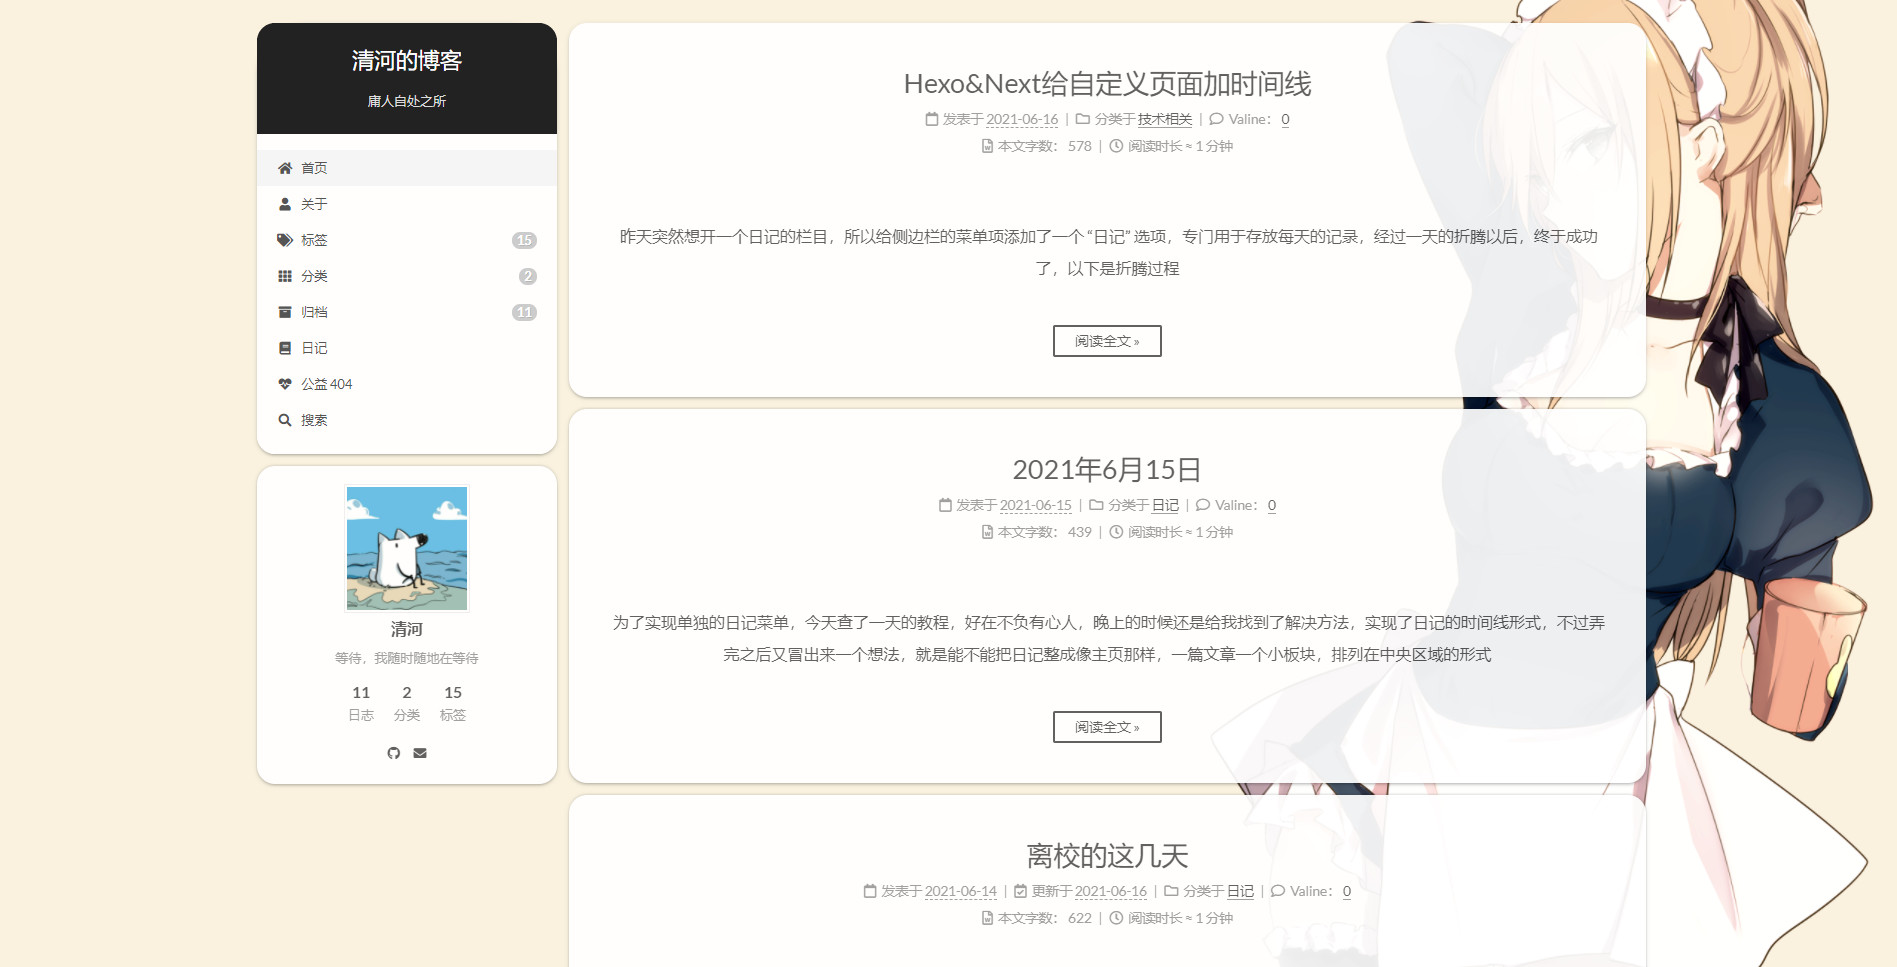 清河的博客
庸人自处之所
首页
关于
标签 15
分类 2
归档 11
日记
公益 404
搜索
清河
等待，我随时随地在等待
11 2 15
日志 分类 标签
Hexo&Next给自定义页面加时间线
发表于 2021-06-16 | 分类于 技术相关 | Valine： 0
本文字数： 578 | 阅读时长 ≈ 1 分钟
昨天突然想开一个日记的栏目，所以给侧边栏的菜单项添加了一个 “日记” 选项，专门用于存放每天的记录，经过一天的折腾以后，终于成功
了，以下是折腾过程
阅读全文 »
2021年6月15日
发表于 2021-06-15 | 分类于 日记 | Valine： 0
本文字数： 439 | 阅读时长 ≈ 1 分钟
为了实现单独的日记菜单，今天查了一天的教程，好在不负有心人，晚上的时候还是给我找到了解决方法，实现了日记的时间线形式，不过弄
完之后又冒出来一个想法，就是能不能把日记整成像主页那样，一篇文章一个小板块，排列在中央区域的形式
阅读全文 »
离校的这几天
发表于 2021-06-14 | 更新于 2021-06-16 | 分类于 日记 | Valine： 0
本文字数： 622 | 阅读时长 ≈ 1 分钟